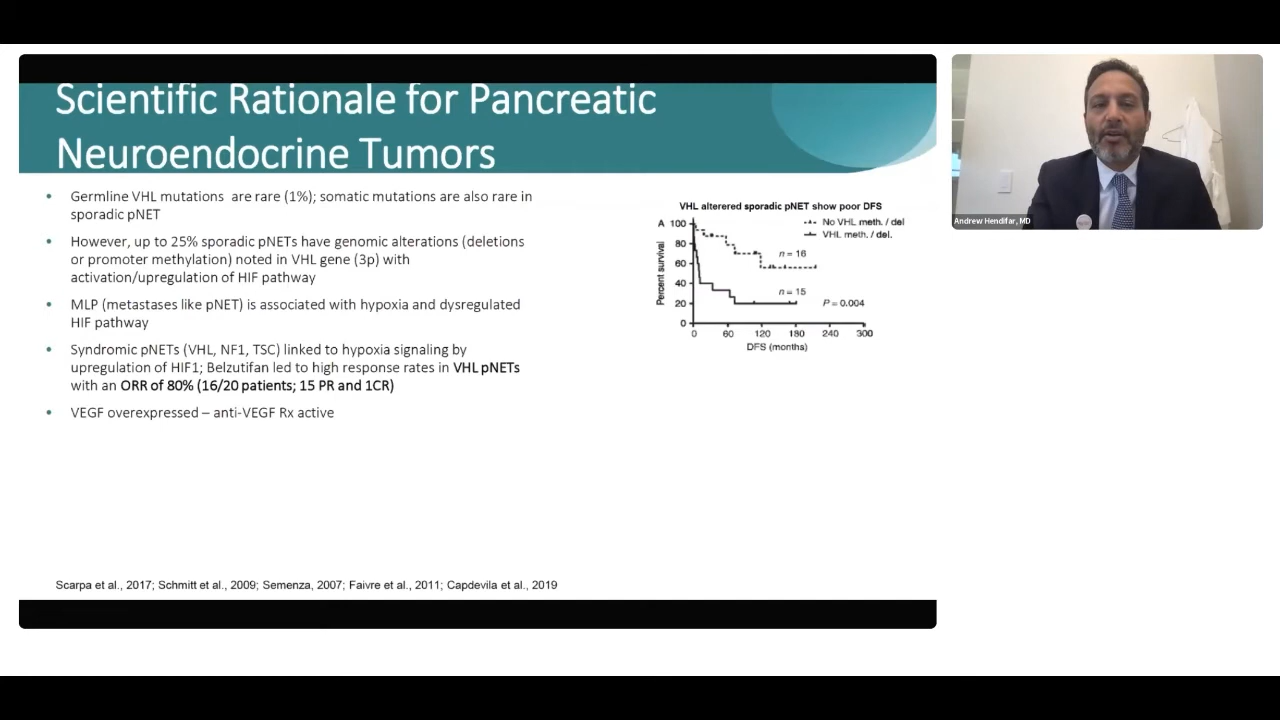 Scientific Rationale for Pancreatic
Neuroendocrine Tumors
• Germline VHL mutations are rare (1%); somatic mutations are also rare in
sporadic pNET
• However, up to 25% sporadic pNETs have genomic alterations (deletions
or promoter methylation) noted in VHL gene (3p) with
activation/upregulation of HIF pathway
• MLP (metastases like pNET) is associated with hypoxia and dysregulated
HIF pathway
• Syndromic pNETs (VHL, NF1, TSC) linked to hypoxia signaling by
upregulation of HIF1; Belzutifan led to high response rates in VHL pNETs
with an ORR of 80% (16/20 patients; 15 PR and 1CR)
• VEGF overexpressed – anti-VEGF Rx active
VHL alterered sporadic pNET show poor DFS
A
Percent survival
100
80
60
40
20
0
No VHL meth. / del
VHL meth. / del.
n = 16
n = 15
P = 0.004
0 60 120 180 240 300
DFS (months)
Scarpa et al., 2017; Schmitt et al., 2009; Semenza, 2007; Faivre et al., 2011; Capdevila et al., 2019
Andrew Hendifar, MD